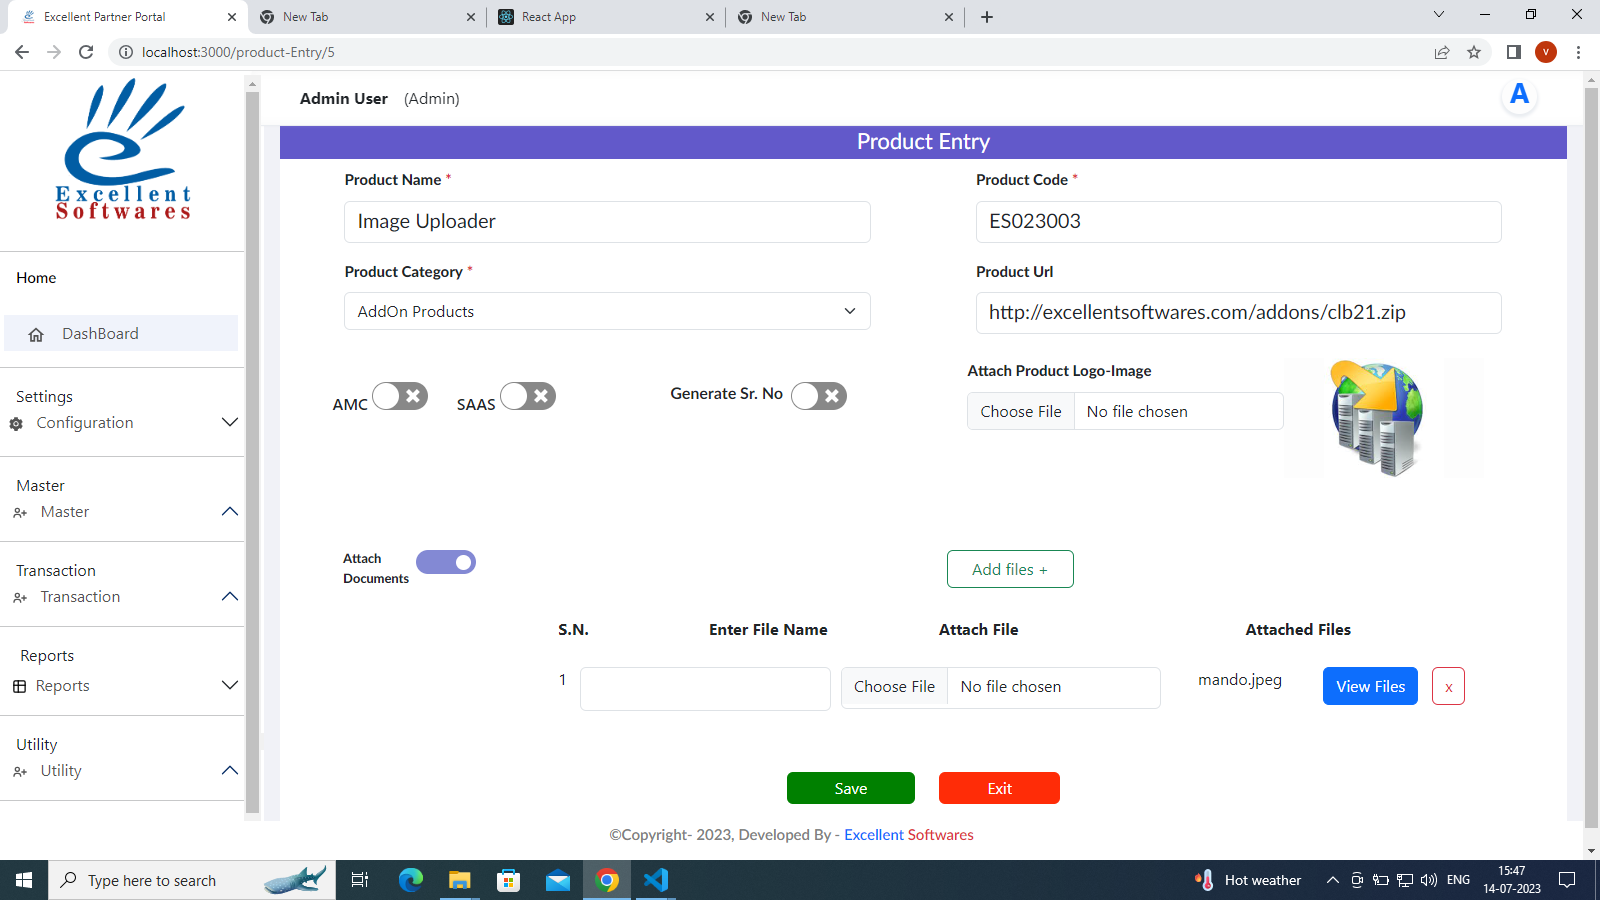 Excellent Partner Portal
New Tab
React App
New Tab
localhost:3000/product-Entry/5
V
Excellent
Softwares
Admin User (Admin)
A
Home
DashBoard
Settings
Configuration
Master
Master
Transaction
Transaction
Reports
Reports
Utility
Utility
Product Entry
Product Name *
Product Code *
Image Uploader
ES023003
Product Category *
Product Url
AddOn Products
http://excellentsoftwares.com/addons/clb21.zip
AMC
SAAS
Generate Sr. No
Attach Product Logo-Image
Choose File No file chosen
Attach
Documents
Add files +
S.N. Enter File Name Attach File Attached Files
1 Choose File No file chosen mando.jpeg View Files x
Save Exit
©Copyright- 2023, Developed By - Excellent Softwares
Type here to search
Hot weather
ENG
15:47
14-07-2023